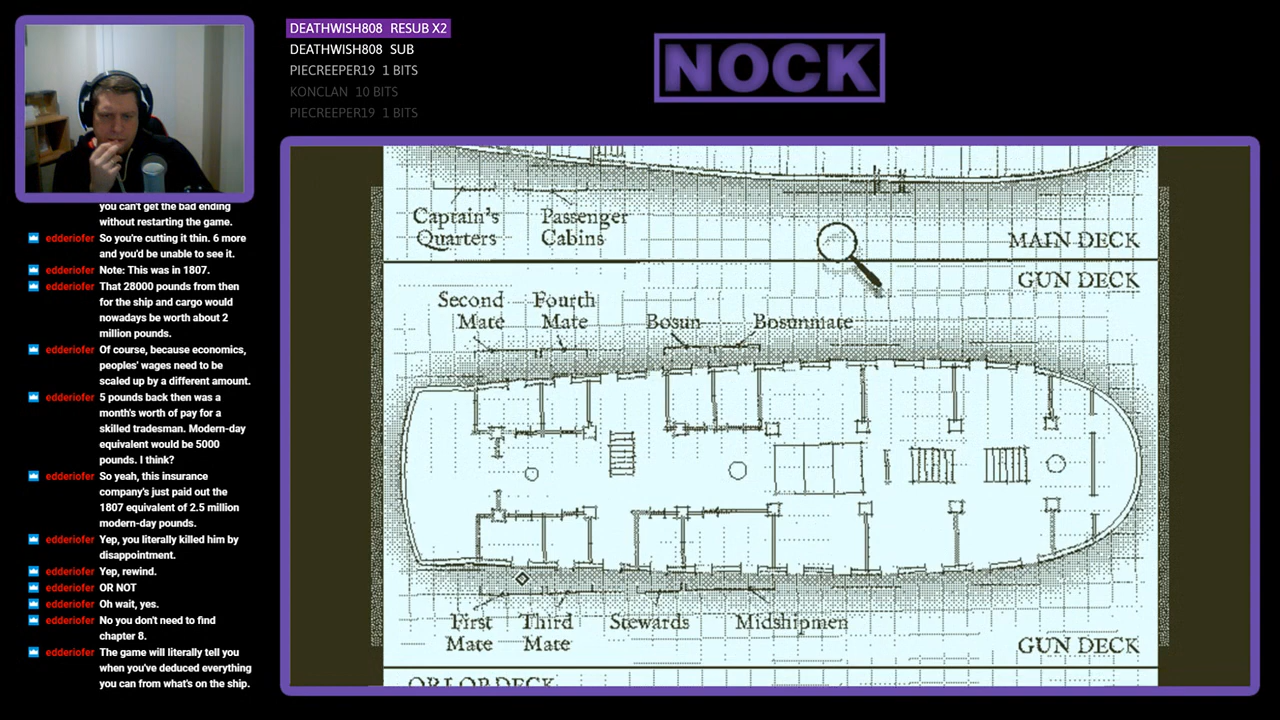 DEATHWISH808 RESUB X2
DEATHWISH808 SUB
PIECREEPER19 1 BITS
KONCLAN 10 BITS
PIECREEPER19 1 BITS
NOCK
you can't get the bad ending
without restarting the game.
edderiofer So you're cutting it thin. 6 more
and you'd be unable to see it.
edderiofer Note: This was in 1807.
edderiofer That 28000 pounds from then
for the ship and cargo would
nowadays be worth about 2
million pounds.
edderiofer Of course, because economics,
peoples' wages need to be
scaled up by a different amount.
edderiofer 5 pounds back then was a
month's worth of pay for a
skilled tradesman. Modern-day
equivalent would be 5000
pounds. I think?
edderiofer So yeah, this insurance
company's just paid out the
1807 equivalent of 2.5 million
modern-day pounds.
edderiofer Yep, you literally killed him by
disappointment.
edderiofer Yep, rewind.
edderiofer OR NOT
edderiofer Oh wait, yes.
edderiofer No you don't need to find
chapter 8.
edderiofer The game will literally tell you
when you've deduced everything
you can from what's on the ship.
Captain's Passenger
Quarters Cabins
MAIN DECK
GUN DECK
Second Fourth
Mate Mate Bosun Bosunmate
First Third Stewards Midshipmen
Mate Mate
GUN DECK
ORLOP DECK